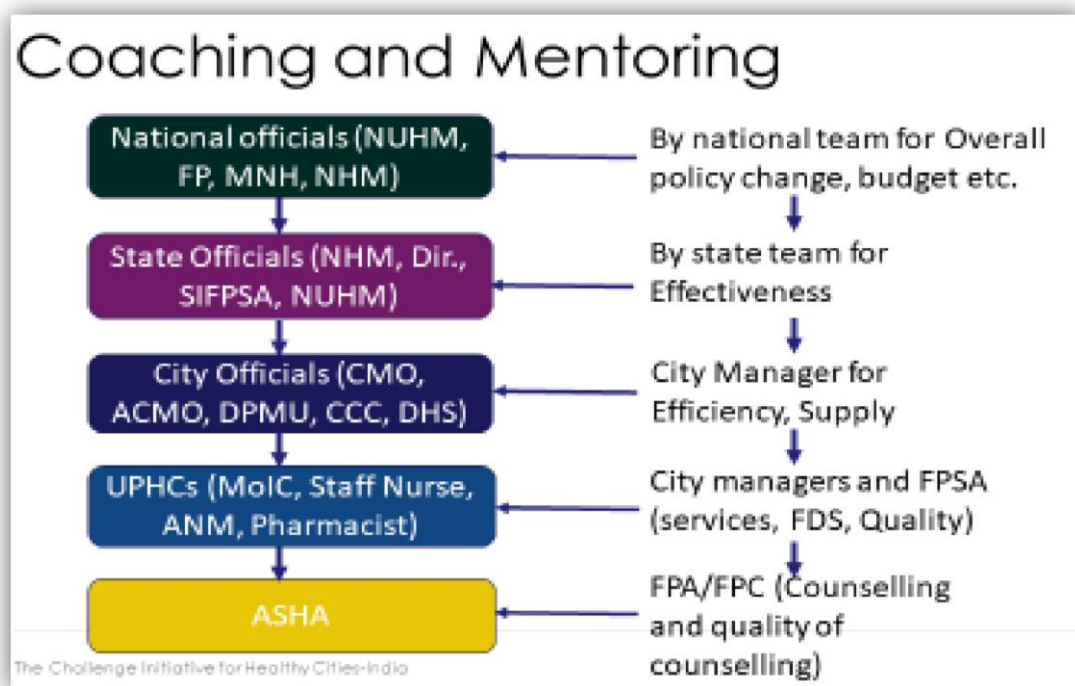 Coaching and Mentoring
National officials (NUHM,
FP, MNH, NHM)
By national team for Overall
policy change, budget etc.
State Officials (NHM, Dir.,
SIFPSA, NUHM)
By state team for
Effectiveness
City Officials (CMO,
ACMO, DPMU, CCC, DHS)
City Manager for
Efficiency, Supply
UPHCs (MoIC, Staff Nurse,
ANM, Pharmacist)
City managers and FPSA
(services, FDS, Quality)
ASHA
FPA/FPC (Counselling
and quality of
counselling)
The Challenge Initiative for Healthy Cities-India